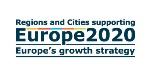 Regions and Cities supporting
Europe2020
Europe's growth strategy